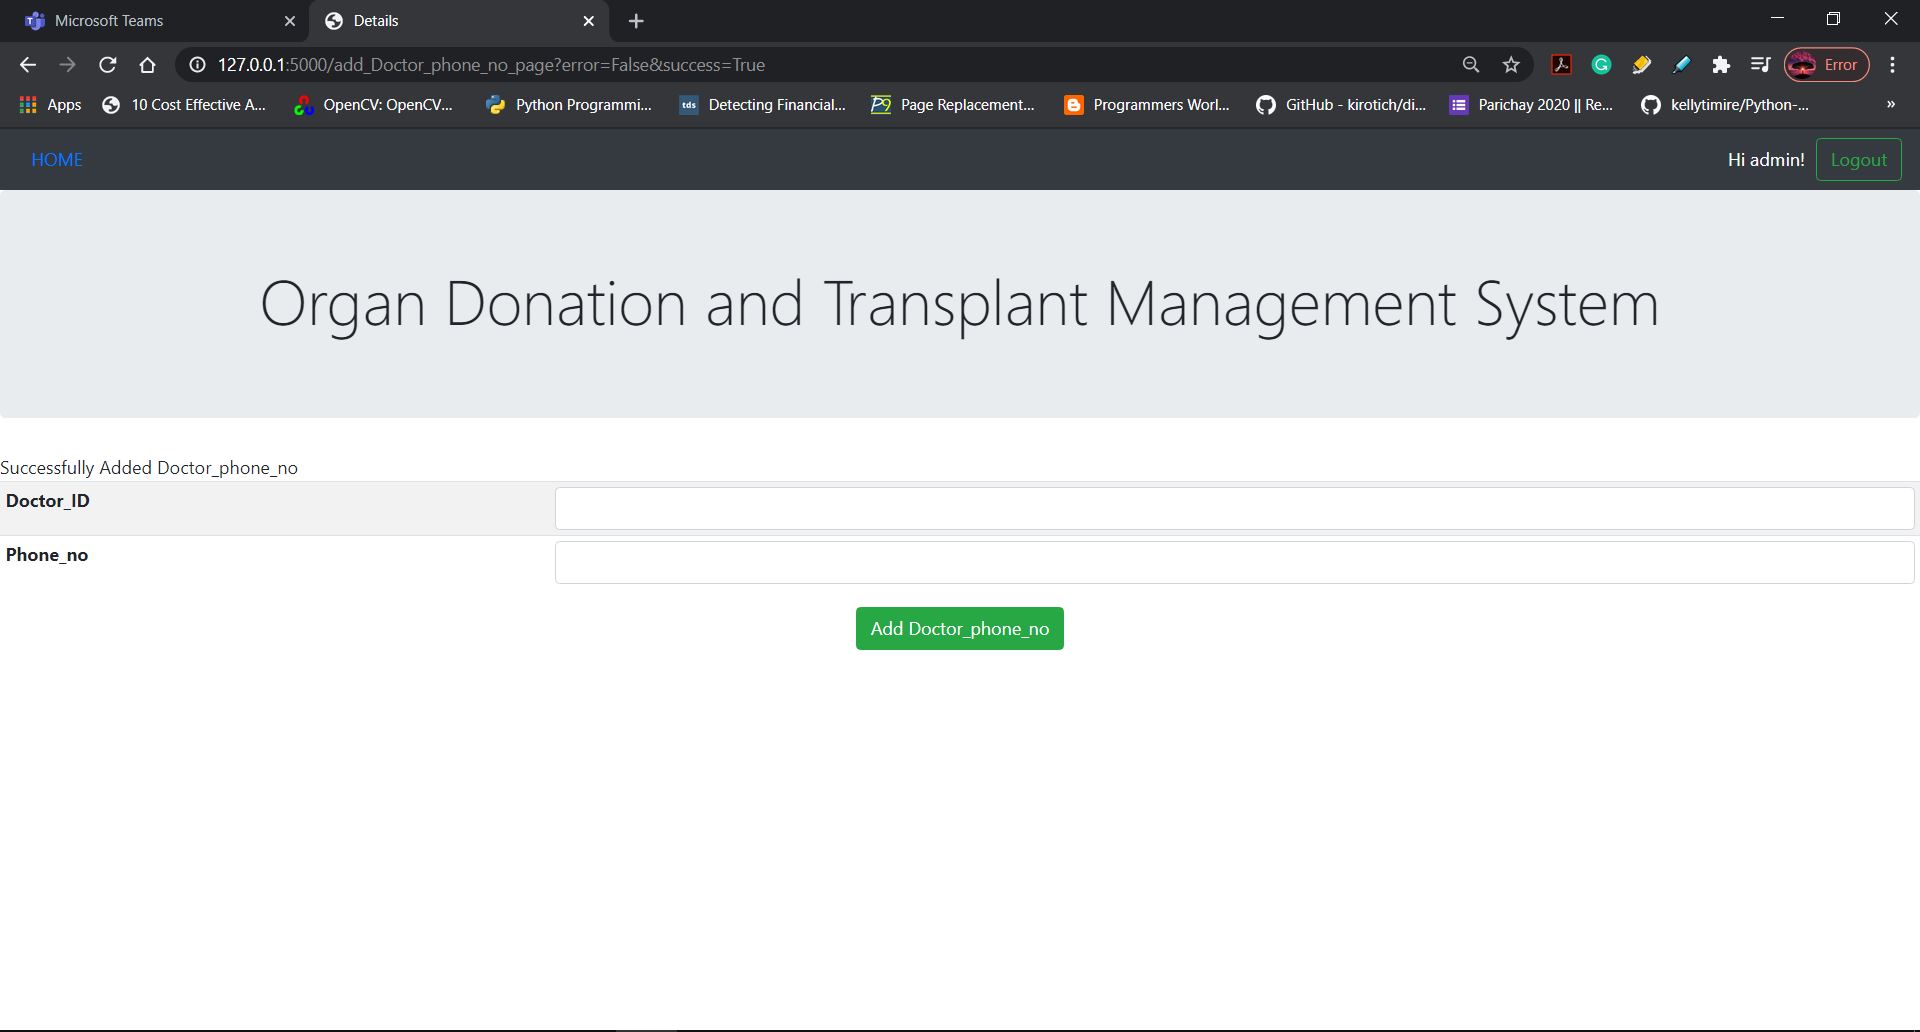 Microsoft Teams
Details
127.0.0.1:5000/add_Doctor_phone_no_page?error=False&success=True
Error
Apps
10 Cost Effective A...
OpenCV: OpenCV...
Python Programmi...
tds
Detecting Financial...
P9
Page Replacement...
Programmers Worl...
GitHub - kirotich/di...
Parichay 2020 || Re...
kellytimire/Python-...
»
HOME
Hi admin!
Logout
Organ Donation and Transplant Management System
Successfully Added Doctor_phone_no
Doctor_ID
Phone_no
Add Doctor_phone_no